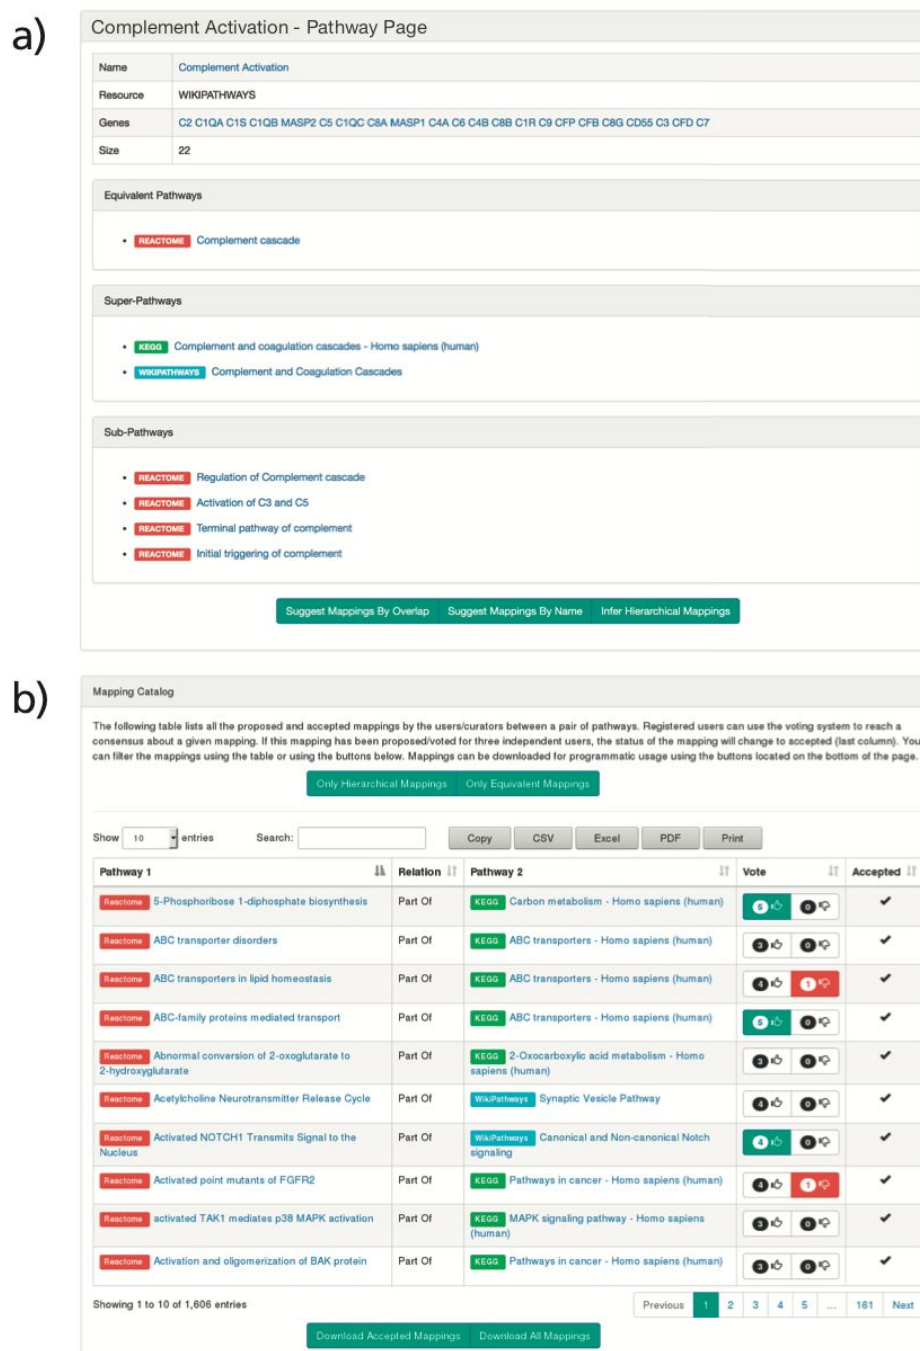 a)
Complement Activation - Pathway Page
Name Complement Activation
Resource WIKIPATHWAYS
Genes C2 C1QA C1S C1QB MASP2 C5 C1QC C8A MASP1 C4A C6 C4B C8B C1R C9 CFP CFB C8G CD55 C3 CFD C7
Size 22
Equivalent Pathways
• REACTOME Complement cascade
Super-Pathways
• KEGG Complement and coagulation cascades - Homo sapiens (human)
• WIKIPATHWAYS Complement and Coagulation Cascades
Sub-Pathways
• REACTOME Regulation of Complement cascade
• REACTOME Activation of C3 and C5
• REACTOME Terminal pathway of complement
• REACTOME Initial triggering of complement
Suggest Mappings By Overlap Suggest Mappings By Name Infer Hierarchical Mappings
b)
Mapping Catalog
The following table lists all the proposed and accepted mappings by the users/curators between a pair of pathways. Registered users can use the voting system to reach a
consensus about a given mapping. If this mapping has been proposed/voted for three independent users, the status of the mapping will change to accepted (last column). You
can filter the mappings using the table or using the buttons below. Mappings can be downloaded for programmatic usage using the buttons located on the bottom of the page.
Only Hierarchical Mappings Only Equivalent Mappings
Show 10 entries Search: Copy CSV Excel PDF Print
Pathway 1 Relation Pathway 2 Vote Accepted
Reactome 5-Phosphoribose 1-diphosphate biosynthesis Part Of KEGG Carbon metabolism - Homo sapiens (human) 5 0 ✔
Reactome ABC transporter disorders Part Of KEGG ABC transporters - Homo sapiens (human) 3 0 ✔
Reactome ABC transporters in lipid homeostasis Part Of KEGG ABC transporters - Homo sapiens (human) 4 1 ✔
Reactome ABC-family proteins mediated transport Part Of KEGG ABC transporters - Homo sapiens (human) 5 0 ✔
Reactome Abnormal conversion of 2-oxoglutarate to Part Of KEGG 2-Oxocarboxylic acid metabolism - Homo 3 0 ✔
2-hydroxyglutarate sapiens (human)
Reactome Acetylcholine Neurotransmitter Release Cycle Part Of WikiPathways Synaptic Vesicle Pathway 4 0 ✔
Reactome Activated NOTCH1 Transmits Signal to the Part Of WikiPathways Canonical and Non-canonical Notch 4 0 ✔
Nucleus signaling
Reactome Activated point mutants of FGFR2 Part Of KEGG Pathways in cancer - Homo sapiens (human) 4 1 ✔
Reactome activated TAK1 mediates p38 MAPK activation Part Of KEGG MAPK signaling pathway - Homo sapiens 3 0 ✔
(human)
Reactome Activation and oligomerization of BAK protein Part Of KEGG Pathways in cancer - Homo sapiens (human) 3 0 ✔
Showing 1 to 10 of 1,606 entries Previous 1 2 3 4 5 ... 161 Next
Download Accepted Mappings Download All Mappings